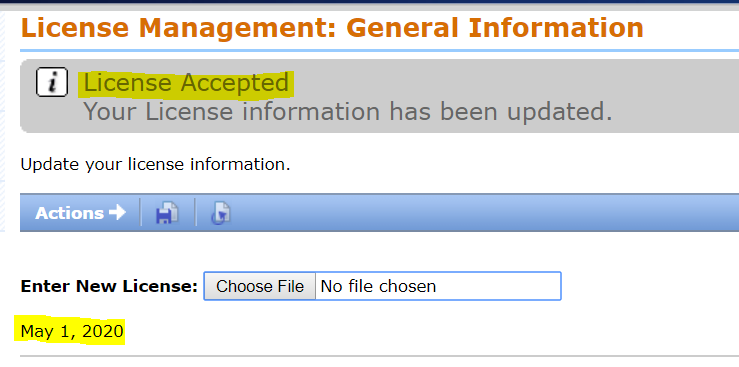 License Management: General Information
i
License Accepted
Your License information has been updated.
Update your license information.
Actions
Enter New License: Choose File No file chosen
May 1, 2020